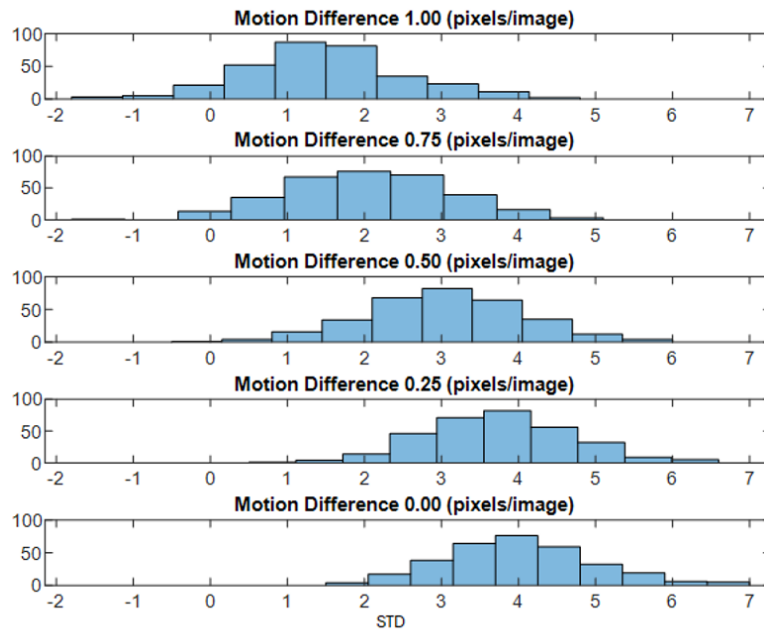 Motion Difference 1.00 (pixels/image)
100
50
0
-2 -1 0 1 2 3 4 5 6 7
Motion Difference 0.75 (pixels/image)
100
50
0
-2 -1 0 1 2 3 4 5 6 7
Motion Difference 0.50 (pixels/image)
100
50
0
-2 -1 0 1 2 3 4 5 6 7
Motion Difference 0.25 (pixels/image)
100
50
0
-2 -1 0 1 2 3 4 5 6 7
Motion Difference 0.00 (pixels/image)
100
50
0
-2 -1 0 1 2 3 4 5 6 7
STD